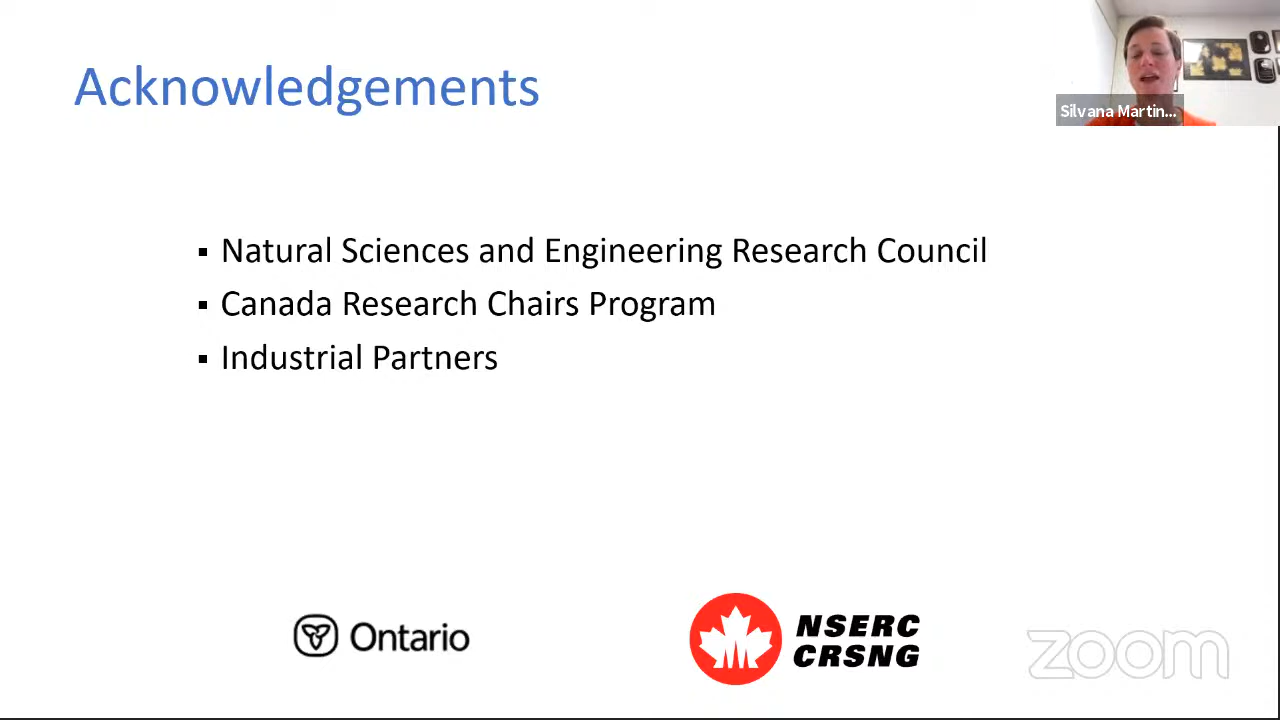 Acknowledgements
Silvana Martin...
▪ Natural Sciences and Engineering Research Council
▪ Canada Research Chairs Program
▪ Industrial Partners
Ontario
NSERC
CRSNG
zoom